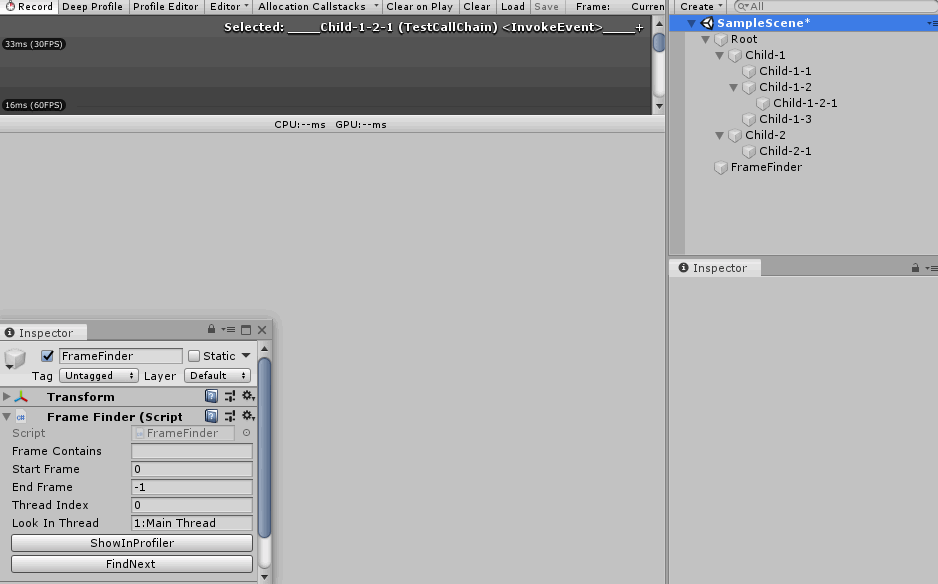 Record Deep Profile Profile Editor Editor Allocation Callstacks Clear on Play Clear Load Save Frame: Curren
Selected: _____Child-1-2-1 (TestCallChain) <InvokeEvent>_____+
33ms (30FPS)
16ms (60FPS)
CPU:--ms GPU:--ms
Create All
SampleScene*
Root
Child-1
Child-1-1
Child-1-2
Child-1-2-1
Child-1-3
Child-2
Child-2-1
FrameFinder
Inspector
Inspector
FrameFinder Static
Tag Untagged Layer Default
Transform
Frame Finder (Script
Script FrameFinder
Frame Contains
Start Frame 0
End Frame -1
Thread Index 0
Look In Thread 1:Main Thread
ShowInProfiler
FindNext